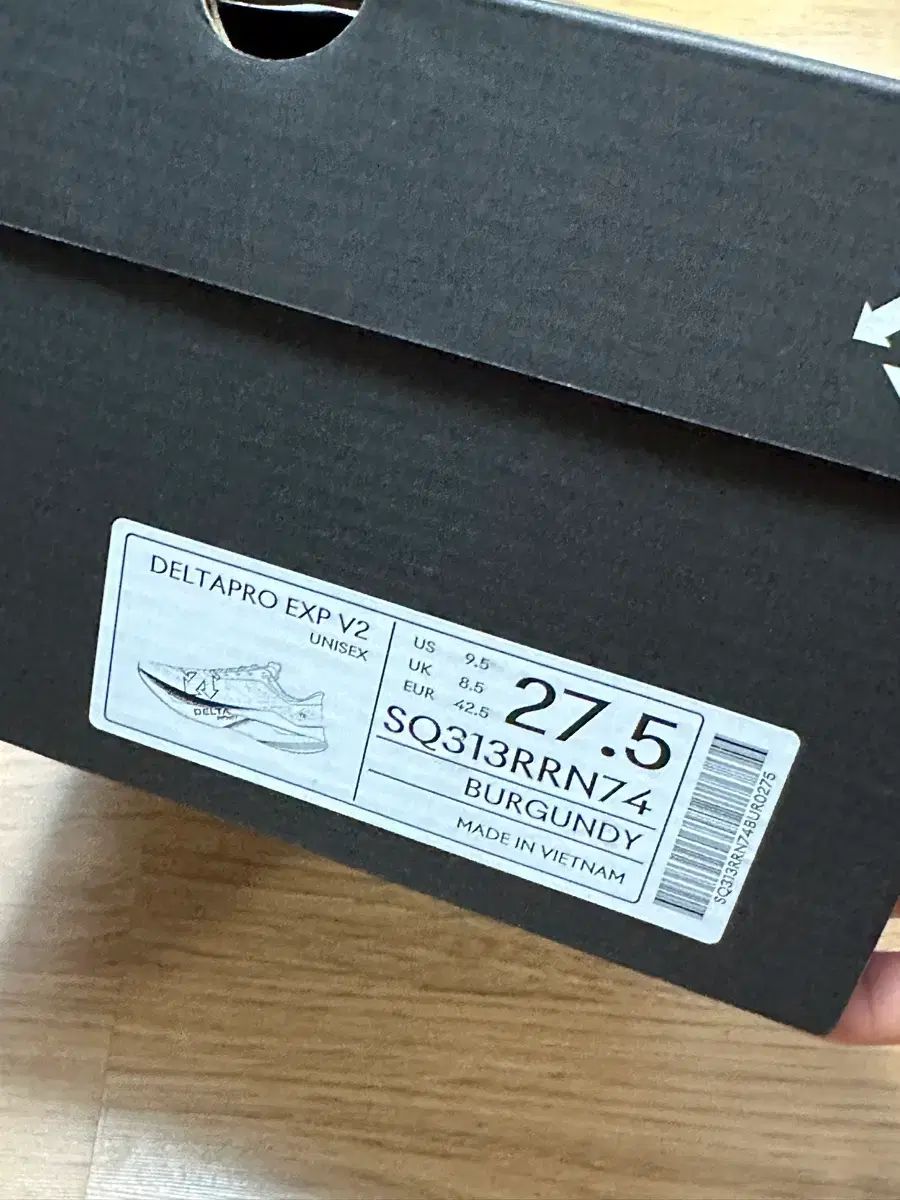 DELTAPRO EXP V2
UNISEX
DELTA
US 9.5
UK 8.5
EUR 42.5
27.5
SQ313RRN74
BURGUNDY
MADE IN VIETNAM
SQ313RRN74BUR0275